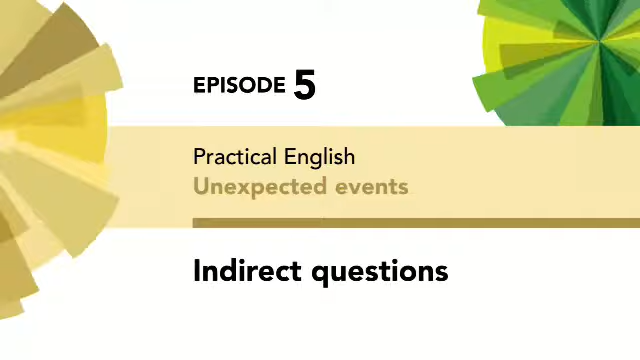 EPISODE 5
Practical English
Unexpected events
Indirect questions